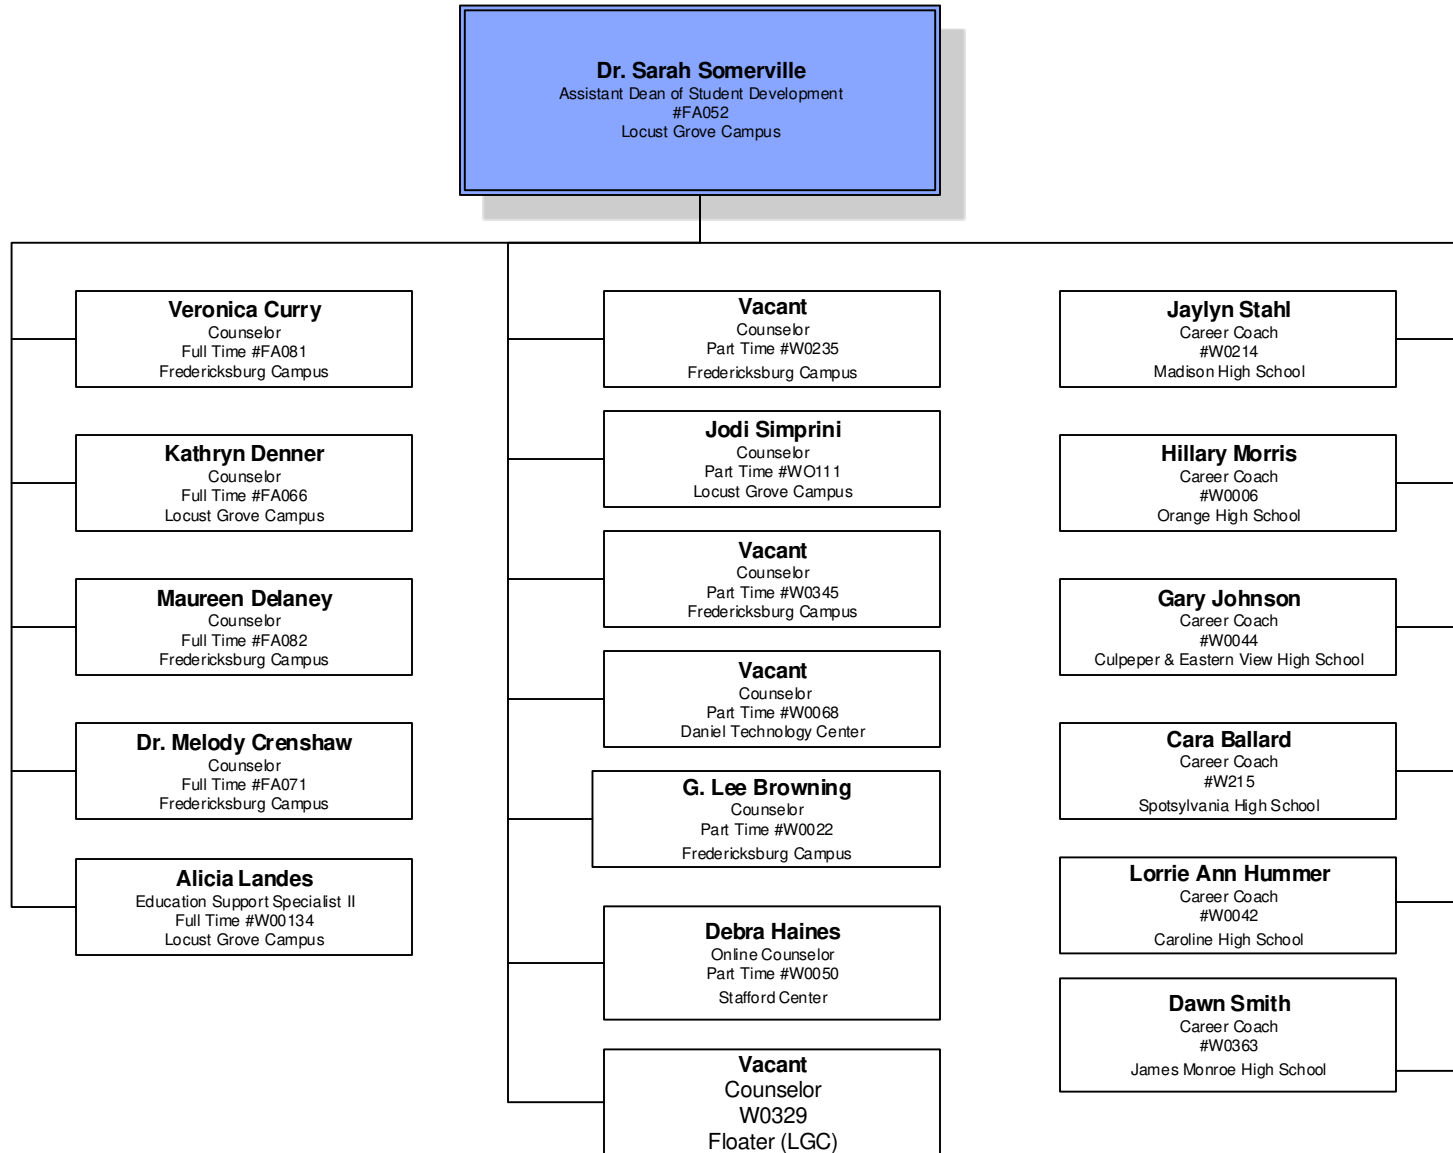 Dr. Sarah Somerville
Assistant Dean of Student Development
#FA052
Locust Grove Campus
Veronica Curry
Counselor
Full Time #FA081
Fredericksburg Campus
Kathryn Denner
Counselor
Full Time #FA066
Locust Grove Campus
Maureen Delaney
Counselor
Full Time #FA082
Fredericksburg Campus
Dr. Melody Crenshaw
Counselor
Full Time #FA071
Fredericksburg Campus
Alicia Landes
Education Support Specialist II
Full Time #W00134
Locust Grove Campus
Vacant
Counselor
Part Time #W0235
Fredericksburg Campus
Jodi Simprini
Counselor
Part Time #WO111
Locust Grove Campus
Vacant
Counselor
Part Time #W0345
Fredericksburg Campus
Vacant
Counselor
Part Time #W0068
Daniel Technology Center
G. Lee Browning
Counselor
Part Time #W0022
Fredericksburg Campus
Debra Haines
Online Counselor
Part Time #W0050
Stafford Center
Vacant
Counselor
W0329
Floater (LGC)
Jaylyn Stahl
Career Coach
#W0214
Madison High School
Hillary Morris
Career Coach
#W0006
Orange High School
Gary Johnson
Career Coach
#W0044
Culpeper & Eastern View High School
Cara Ballard
Career Coach
#W215
Spotsylvania High School
Lorrie Ann Hummer
Career Coach
#W0042
Caroline High School
Dawn Smith
Career Coach
#W0363
James Monroe High School